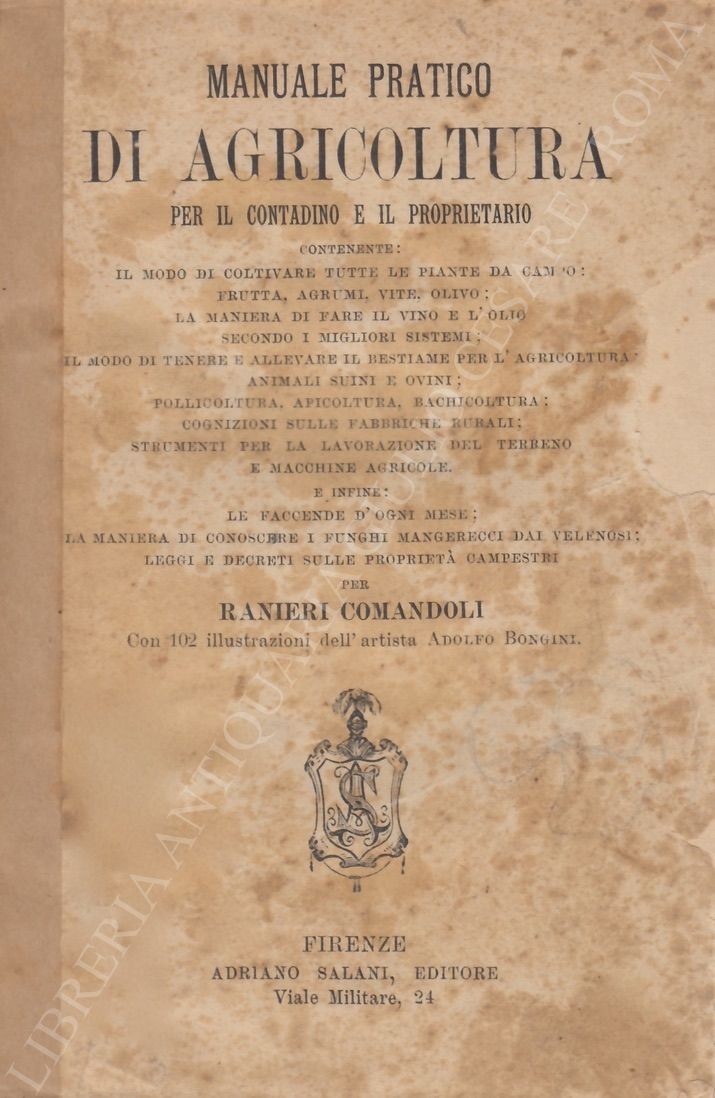 MANUALE PRATICO
DI AGRICOLTURA
PER IL CONTADINO E IL PROPRIETARIO
CONTENENTE:
IL MODO DI COLTIVARE TUTTE LE PIANTE DA CAMPO:
FRUTTA, AGRUMI, VITE, OLIVO;
LA MANIERA DI FARE IL VINO E L'OLIO
SECONDO I MIGLIORI SISTEMI;
IL MODO DI TENERE E ALLEVARE IL BESTIAME PER L'AGRICOLTURA:
ANIMALI SUINI E OVINI;
POLLICOLTURA, APICOLTURA, BACHICOLTURA;
COGNIZIONI SULLE FABBRICHE RURALI;
STRUMENTI PER LA LAVORAZIONE DEL TERRENO
E MACCHINE AGRICOLE.
E INFINE:
LE FACCENDE D'OGNI MESE;
LA MANIERA DI CONOSCERE I FUNGHI MANGERECCI DAI VELENOSI;
LEGGI E DECRETI SULLE PROPRIETÀ CAMPESTRI
PER
RANIERI COMANDOLI
Con 102 illustrazioni dell'artista ADOLFO BONGINI.
FIRENZE
ADRIANO SALANI, EDITORE
Viale Militare, 24
LIBRERIA ANTIQUARIA CESARE ROMA